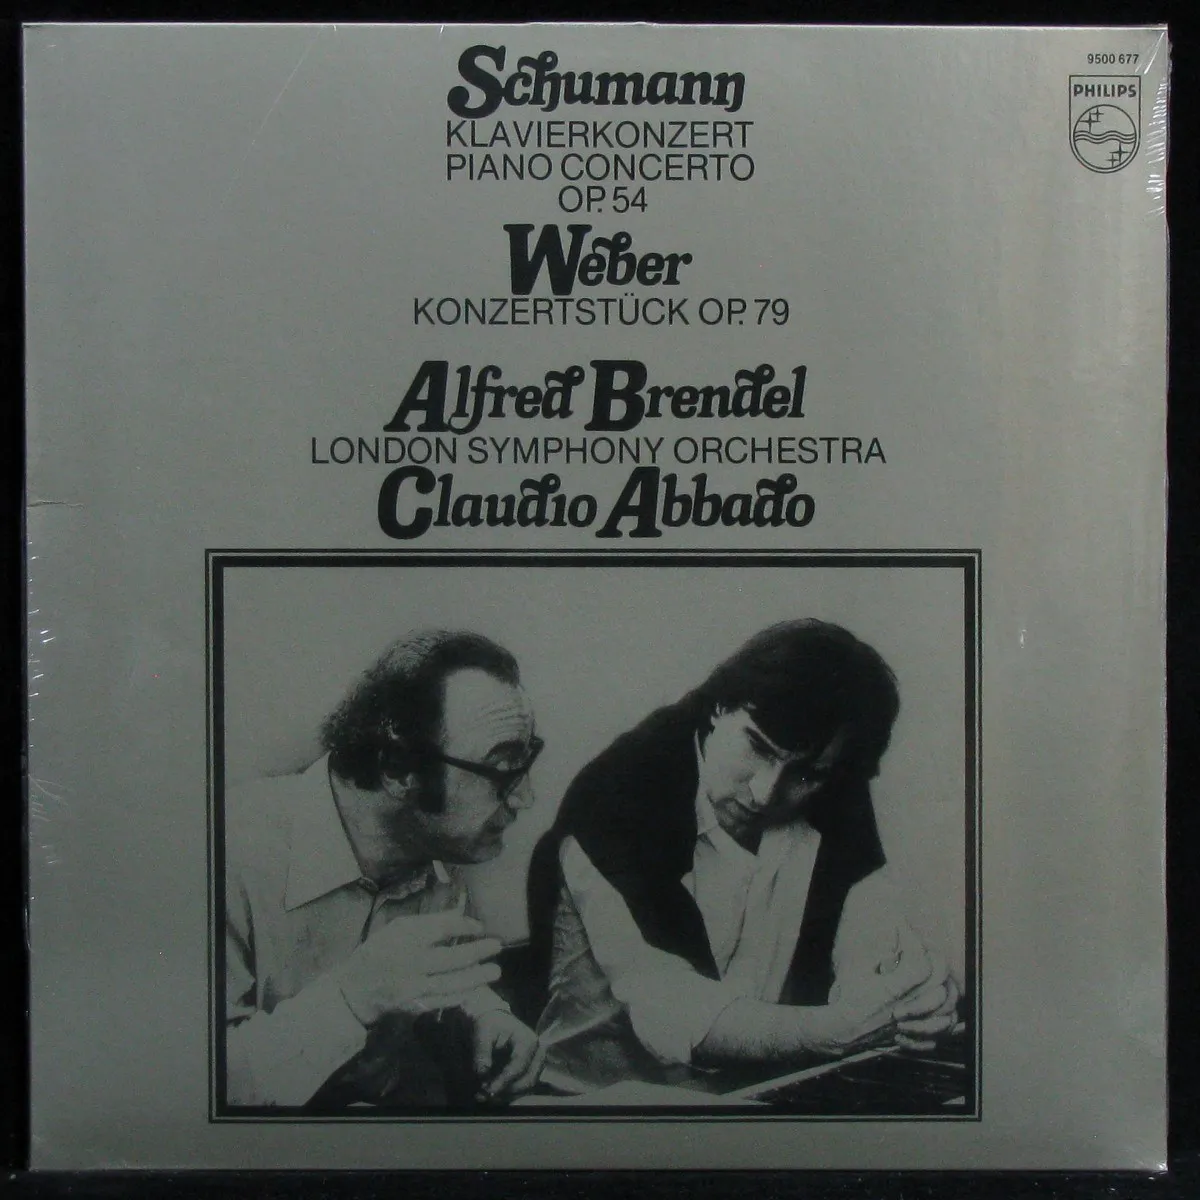 9500 677
PHILIPS
Schumann
KLAVIERKONZERT
PIANO CONCERTO
OP. 54
Weber
KONZERTSTÜCK OP. 79
Alfred Brendel
LONDON SYMPHONY ORCHESTRA
Claudio Abbado